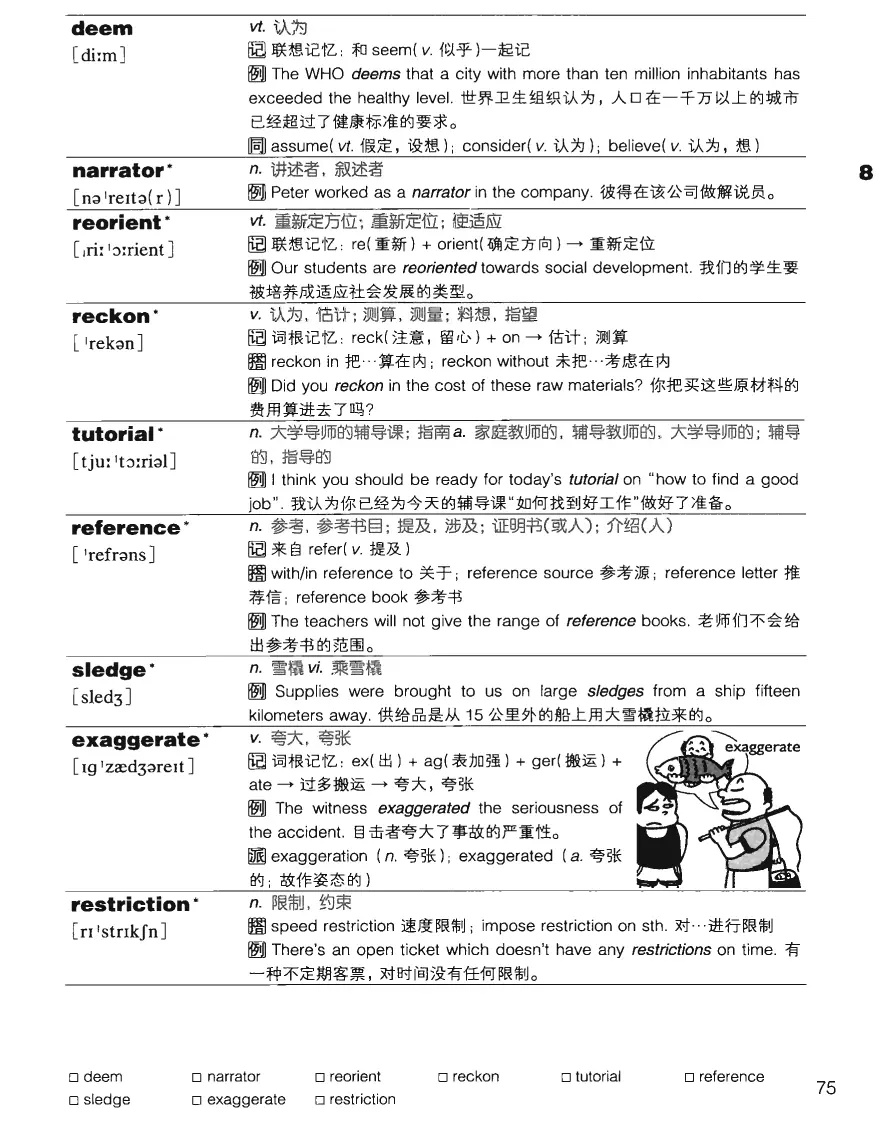 deem
[diːm]
vt. 认为
[记] 联想记忆：和 seem( v. 似乎 )一起记
[例] The WHO deems that a city with more than ten million inhabitants has
exceeded the healthy level. 世界卫生组织认为，人口在一千万以上的城市
已经超过了健康标准的要求。
[同] assume( vt. 假定，设想 )；consider( v. 认为 )；believe( v. 认为，想 )
narrator*
[nəˈreɪtə(r)]
n. 讲述者，叙述者
[例] Peter worked as a narrator in the company. 彼得在该公司做解说员。
8
reorient*
[ˌriːˈɔːrient]
vt. 重新定方位；重新定位；使适应
[记] 联想记忆：re( 重新 ) + orient( 确定方向 ) → 重新定位
[例] Our students are reoriented towards social development. 我们的学生要
被培养成适应社会发展的类型。
reckon*
[ˈrekən]
v. 认为，估计；测算，测量；料想，指望
[记] 词根记忆：reck( 注意，留心 ) + on → 估计；测算
[搭] reckon in 把…算在内；reckon without 未把…考虑在内
[例] Did you reckon in the cost of these raw materials? 你把买这些原材料的
费用算进去了吗?
tutorial*
[tjuːˈtɔːriəl]
n. 大学导师的辅导课；指南 a. 家庭教师的，辅导教师的，大学导师的；辅导
的，指导的
[例] I think you should be ready for today's tutorial on “how to find a good
job”. 我认为你已经为今天的辅导课“如何找到好工作”做好了准备。
reference*
[ˈrefrəns]
n. 参考，参考书目；提及，涉及；证明书(或人)；介绍(人)
[记] 来自 refer( v. 提及 )
[搭] with/in reference to 关于；reference source 参考源；reference letter 推
荐信；reference book 参考书
[例] The teachers will not give the range of reference books. 老师们不会给
出参考书的范围。
sledge*
[sledʒ]
n. 雪橇 vi. 乘雪橇
[例] Supplies were brought to us on large sledges from a ship fifteen
kilometers away. 供给品是从 15 公里外的船上用大雪橇拉来的。
exaggerate*
[ɪɡˈzædʒəreɪt]
v. 夸大，夸张
[记] 词根记忆：ex( 出 ) + ag( 表加强 ) + ger( 搬运 ) +
ate → 过多搬运 → 夸大，夸张
[例] The witness exaggerated the seriousness of
the accident. 目击者夸大了事故的严重性。
[派] exaggeration ( n. 夸张 )；exaggerated ( a. 夸张
的；故作姿态的 )
exaggerate
restriction*
[rɪˈstrɪkʃn]
n. 限制，约束
[搭] speed restriction 速度限制；impose restriction on sth. 对…进行限制
[例] There's an open ticket which doesn't have any restrictions on time. 有
一种不定期客票，对时间没有任何限制。
□ deem □ narrator □ reorient □ reckon □ tutorial □ reference
□ sledge □ exaggerate □ restriction
75